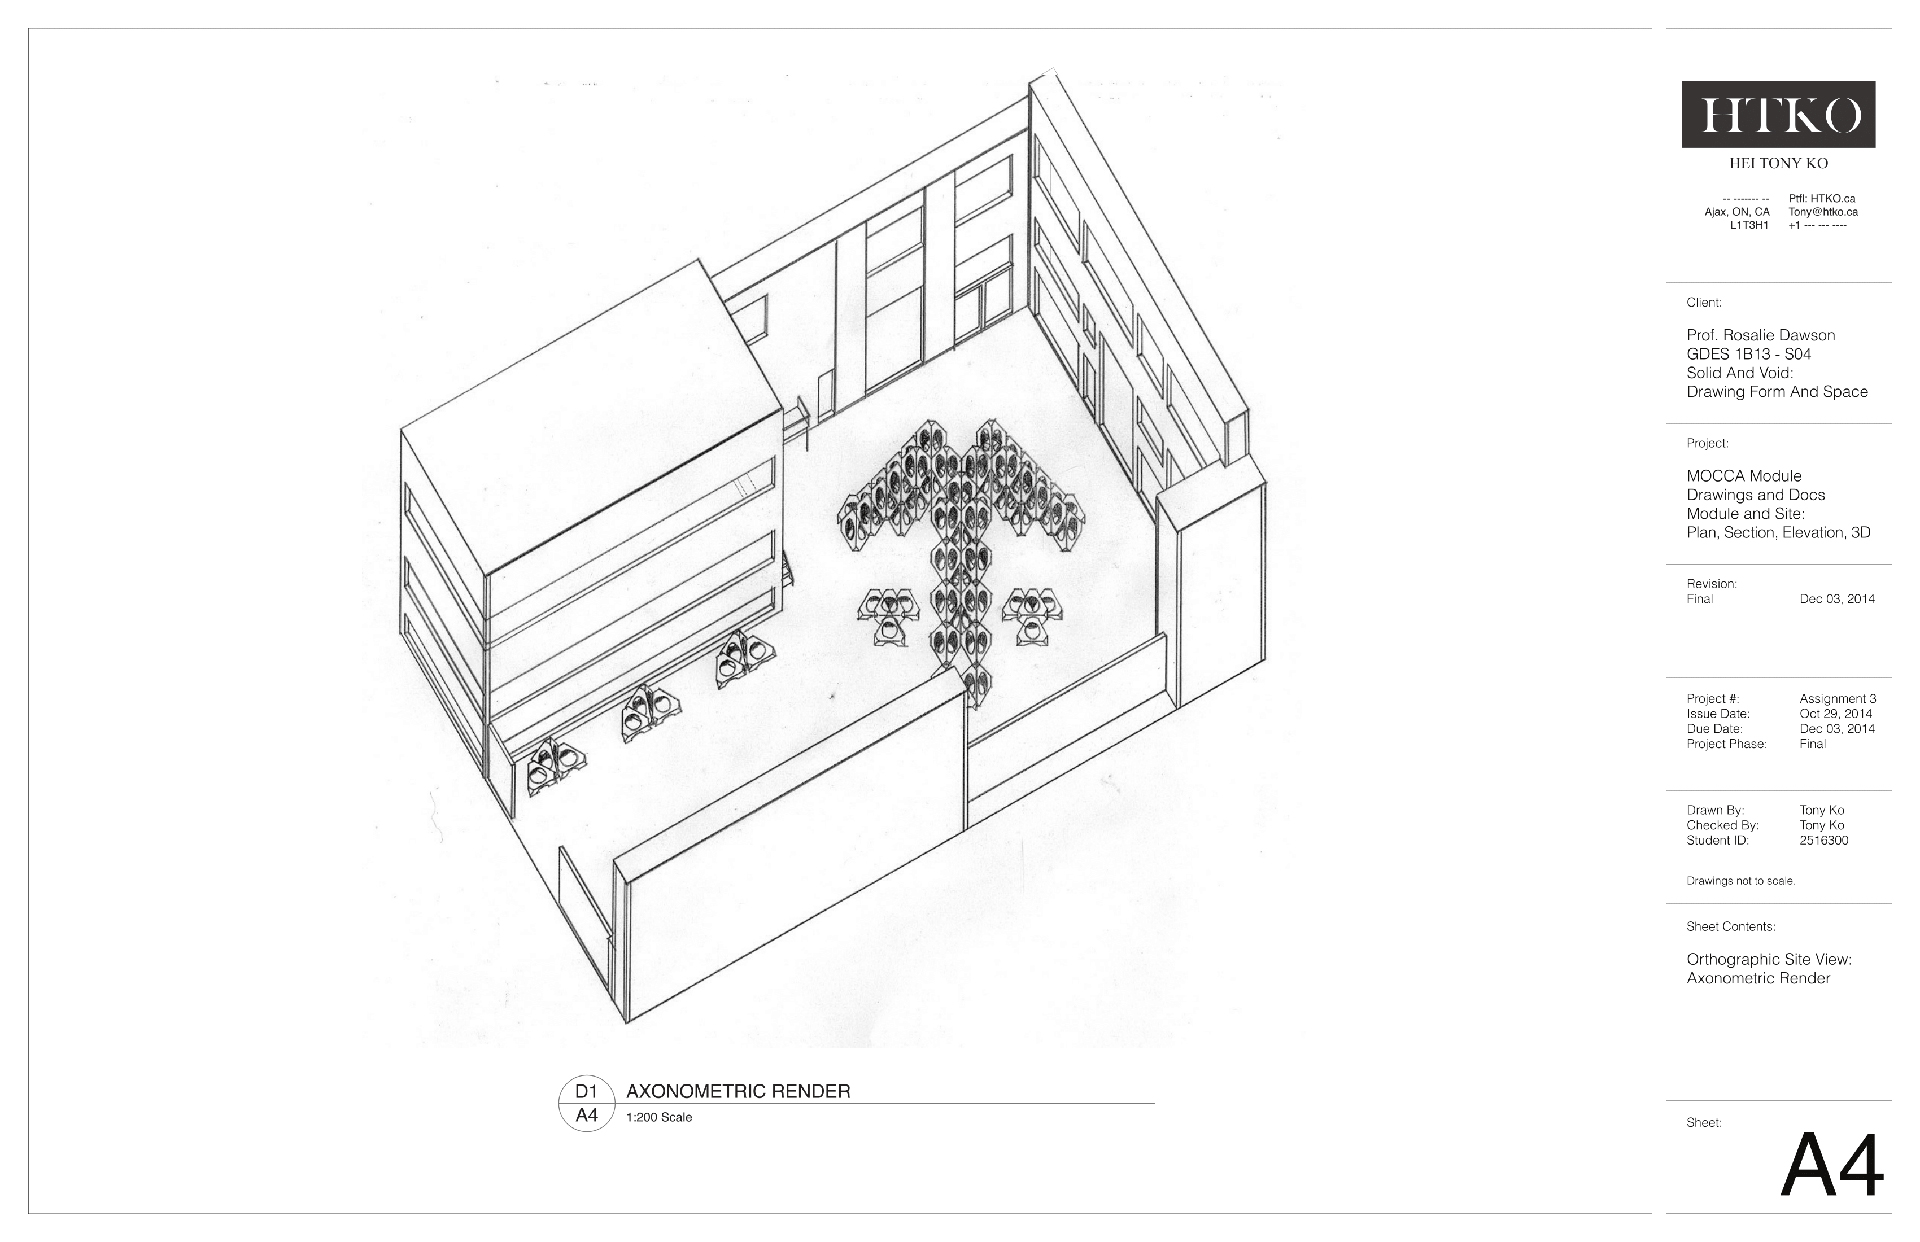 HTKO
HEI TONY KO
-- ------- -- Ptfl: HTKO.ca
Ajax, ON, CA Tony@htko.ca
L1T3H1 +1 --- --- ----
Client:
Prof. Rosalie Dawson
GDES 1B13 - S04
Solid And Void:
Drawing Form And Space
Project:
MOCCA Module
Drawings and Docs
Module and Site:
Plan, Section, Elevation, 3D
Revision:
Final Dec 03, 2014
Project #: Assignment 3
Issue Date: Oct 29, 2014
Due Date: Dec 03, 2014
Project Phase: Final
Drawn By: Tony Ko
Checked By: Tony Ko
Student ID: 2516300
Drawings not to scale.
Sheet Contents:
Orthographic Site View:
Axonometric Render
Sheet:
A4
D1 AXONOMETRIC RENDER
A4 1:200 Scale